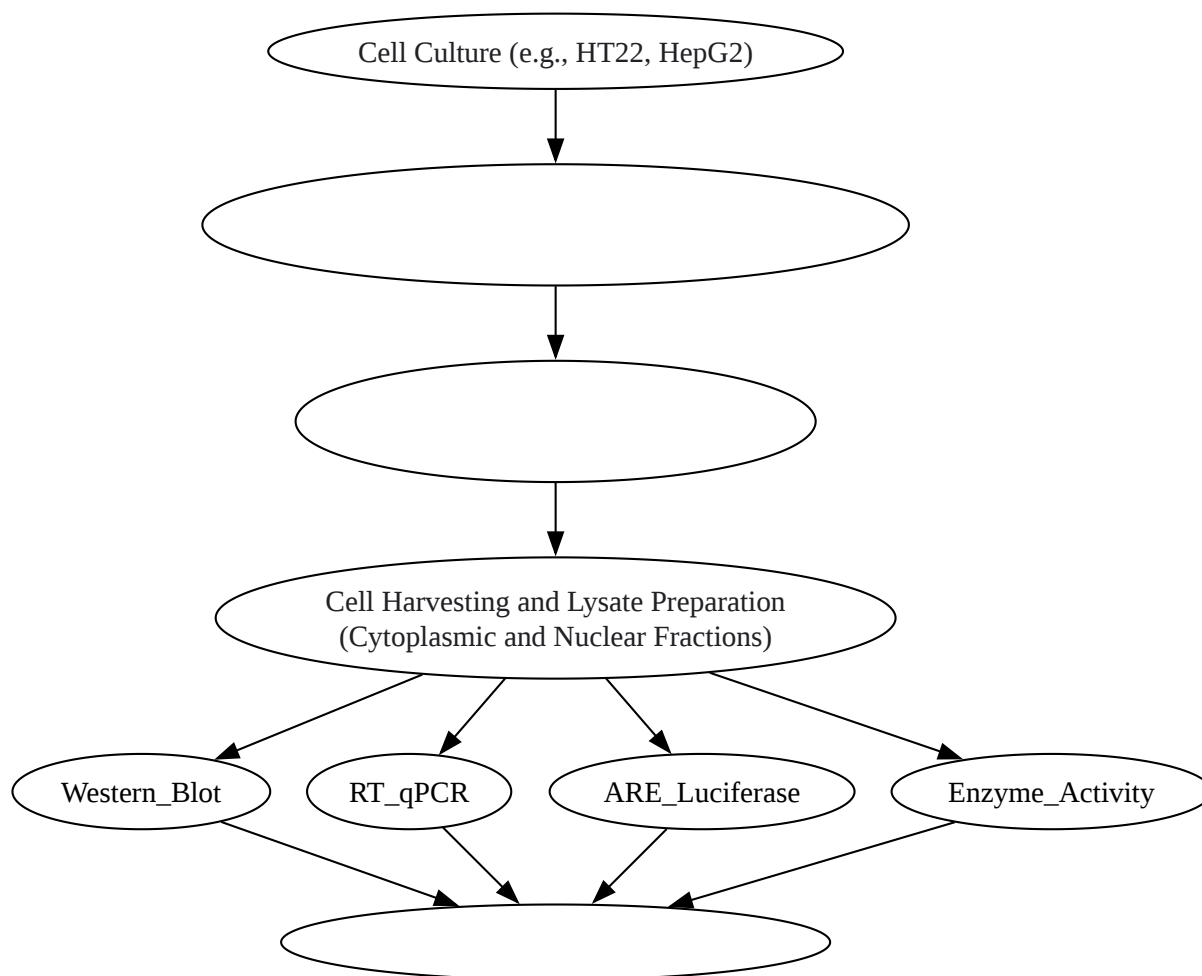 Cell Culture (e.g., HT22, HepG2)
Cell Harvesting and Lysate Preparation
(Cytoplasmic and Nuclear Fractions)
Western_Blot
RT_qPCR
ARE_Luciferase
Enzyme_Activity